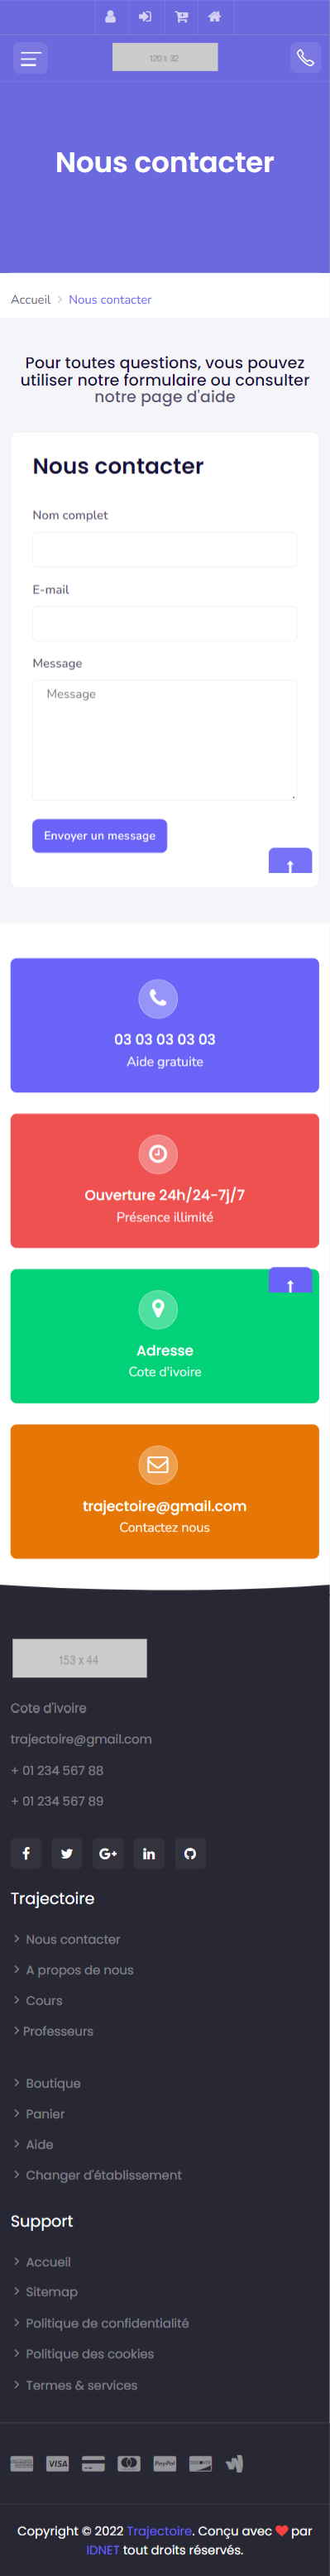 120 x 32
Nous contacter
Accueil Nous contacter
Pour toutes questions, vous pouvez
utiliser notre formulaire ou consulter
notre page d'aide
Nous contacter
Nom complet
E-mail
Message
Message
Envoyer un message
03 03 03 03 03
Aide gratuite
Ouverture 24h/24-7j/7
Présence illimité
Adresse
Cote d'ivoire
trajectoire@gmail.com
Contactez nous
153 x 44
Cote d'ivoire
trajectoire@gmail.com
+ 01 234 567 88
+ 01 234 567 89
Trajectoire
Nous contacter
A propos de nous
Cours
Professeurs
Boutique
Panier
Aide
Changer d'établissement
Support
Accueil
Sitemap
Politique de confidentialité
Politique des cookies
Termes & services
VISA PayPal
Copyright © 2022 Trajectoire. Conçu avec ❤ par
IDNET tout droits réservés.